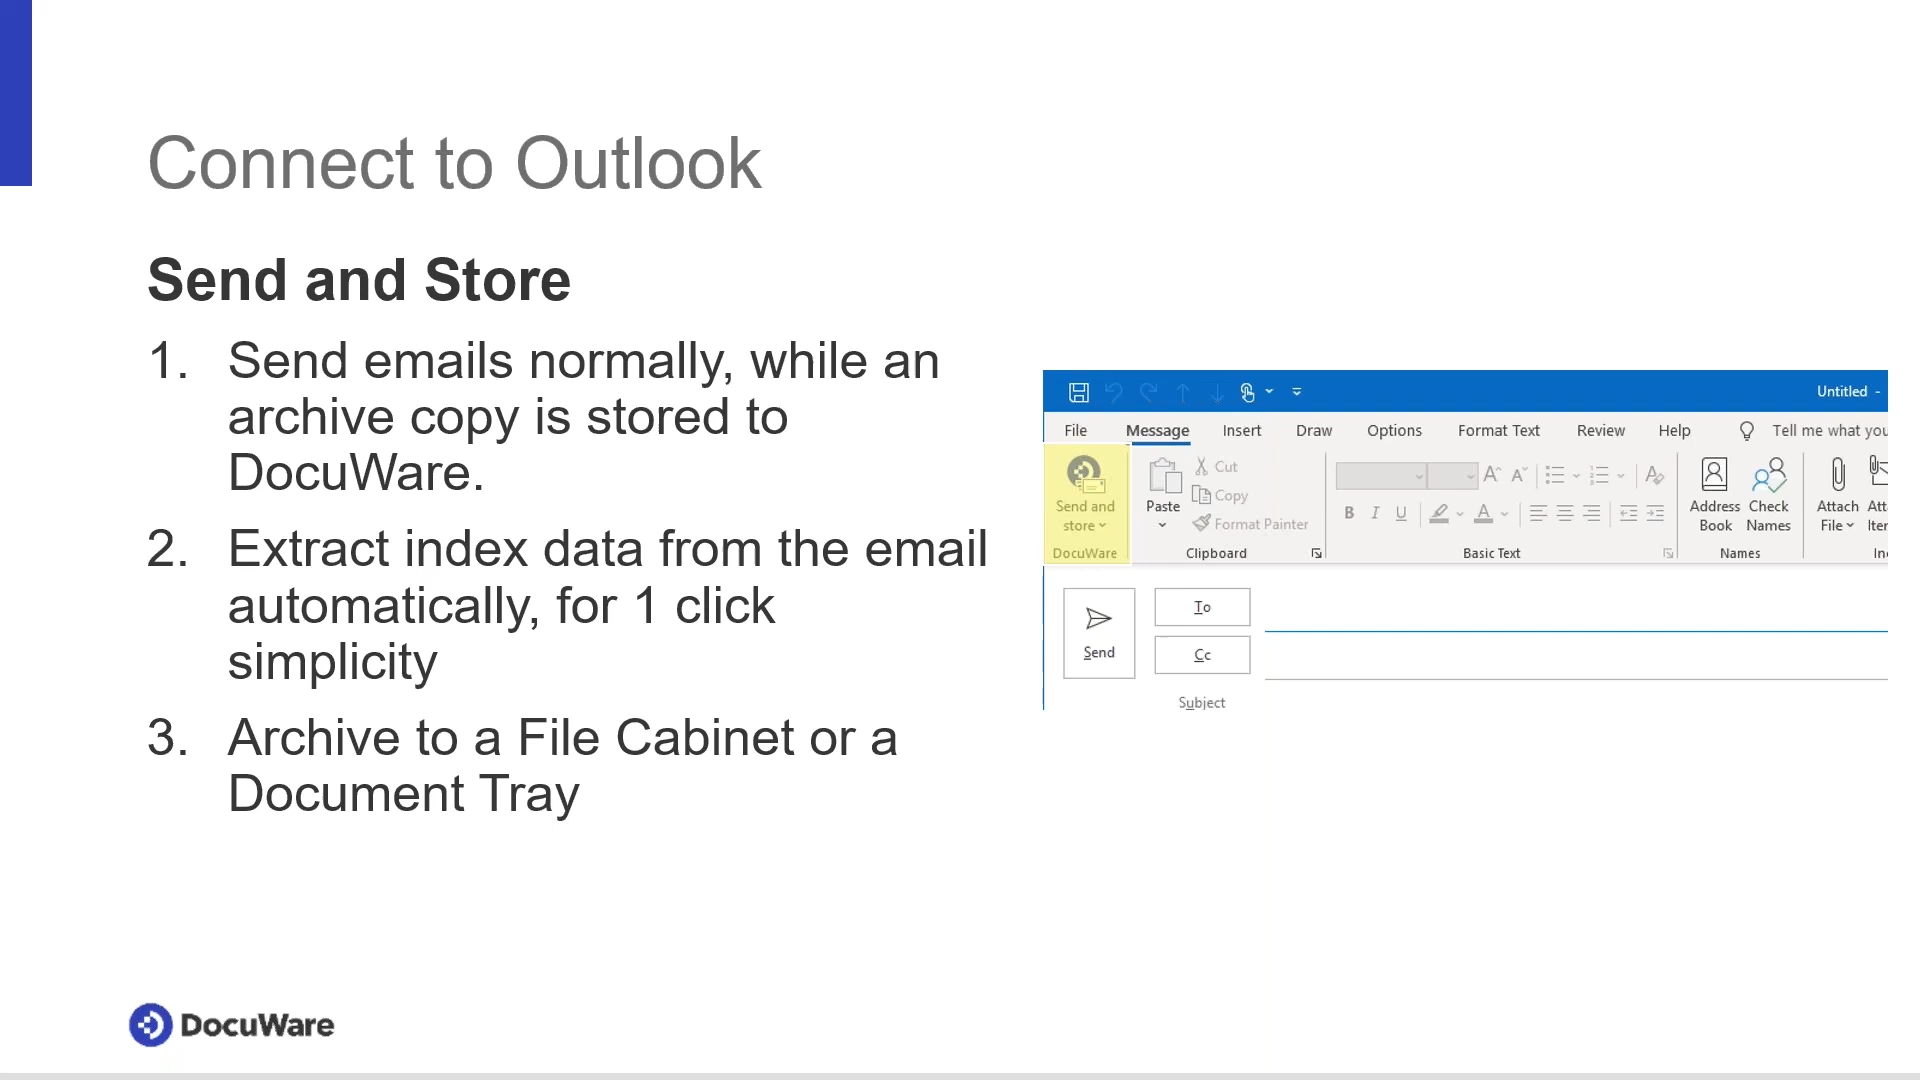 Connect to Outlook
Send and Store
1. Send emails normally, while an
archive copy is stored to
DocuWare.
2. Extract index data from the email
automatically, for 1 click
simplicity
3. Archive to a File Cabinet or a
Document Tray
Untitled -
File Message Insert Draw Options Format Text Review Help Tell me what you
Send and
store
DocuWare
Paste
Cut
Copy
Format Painter
Clipboard
B I U
Basic Text
Address
Book
Check
Names
Names
Attach
File
Send
To
Cc
Subject
DocuWare